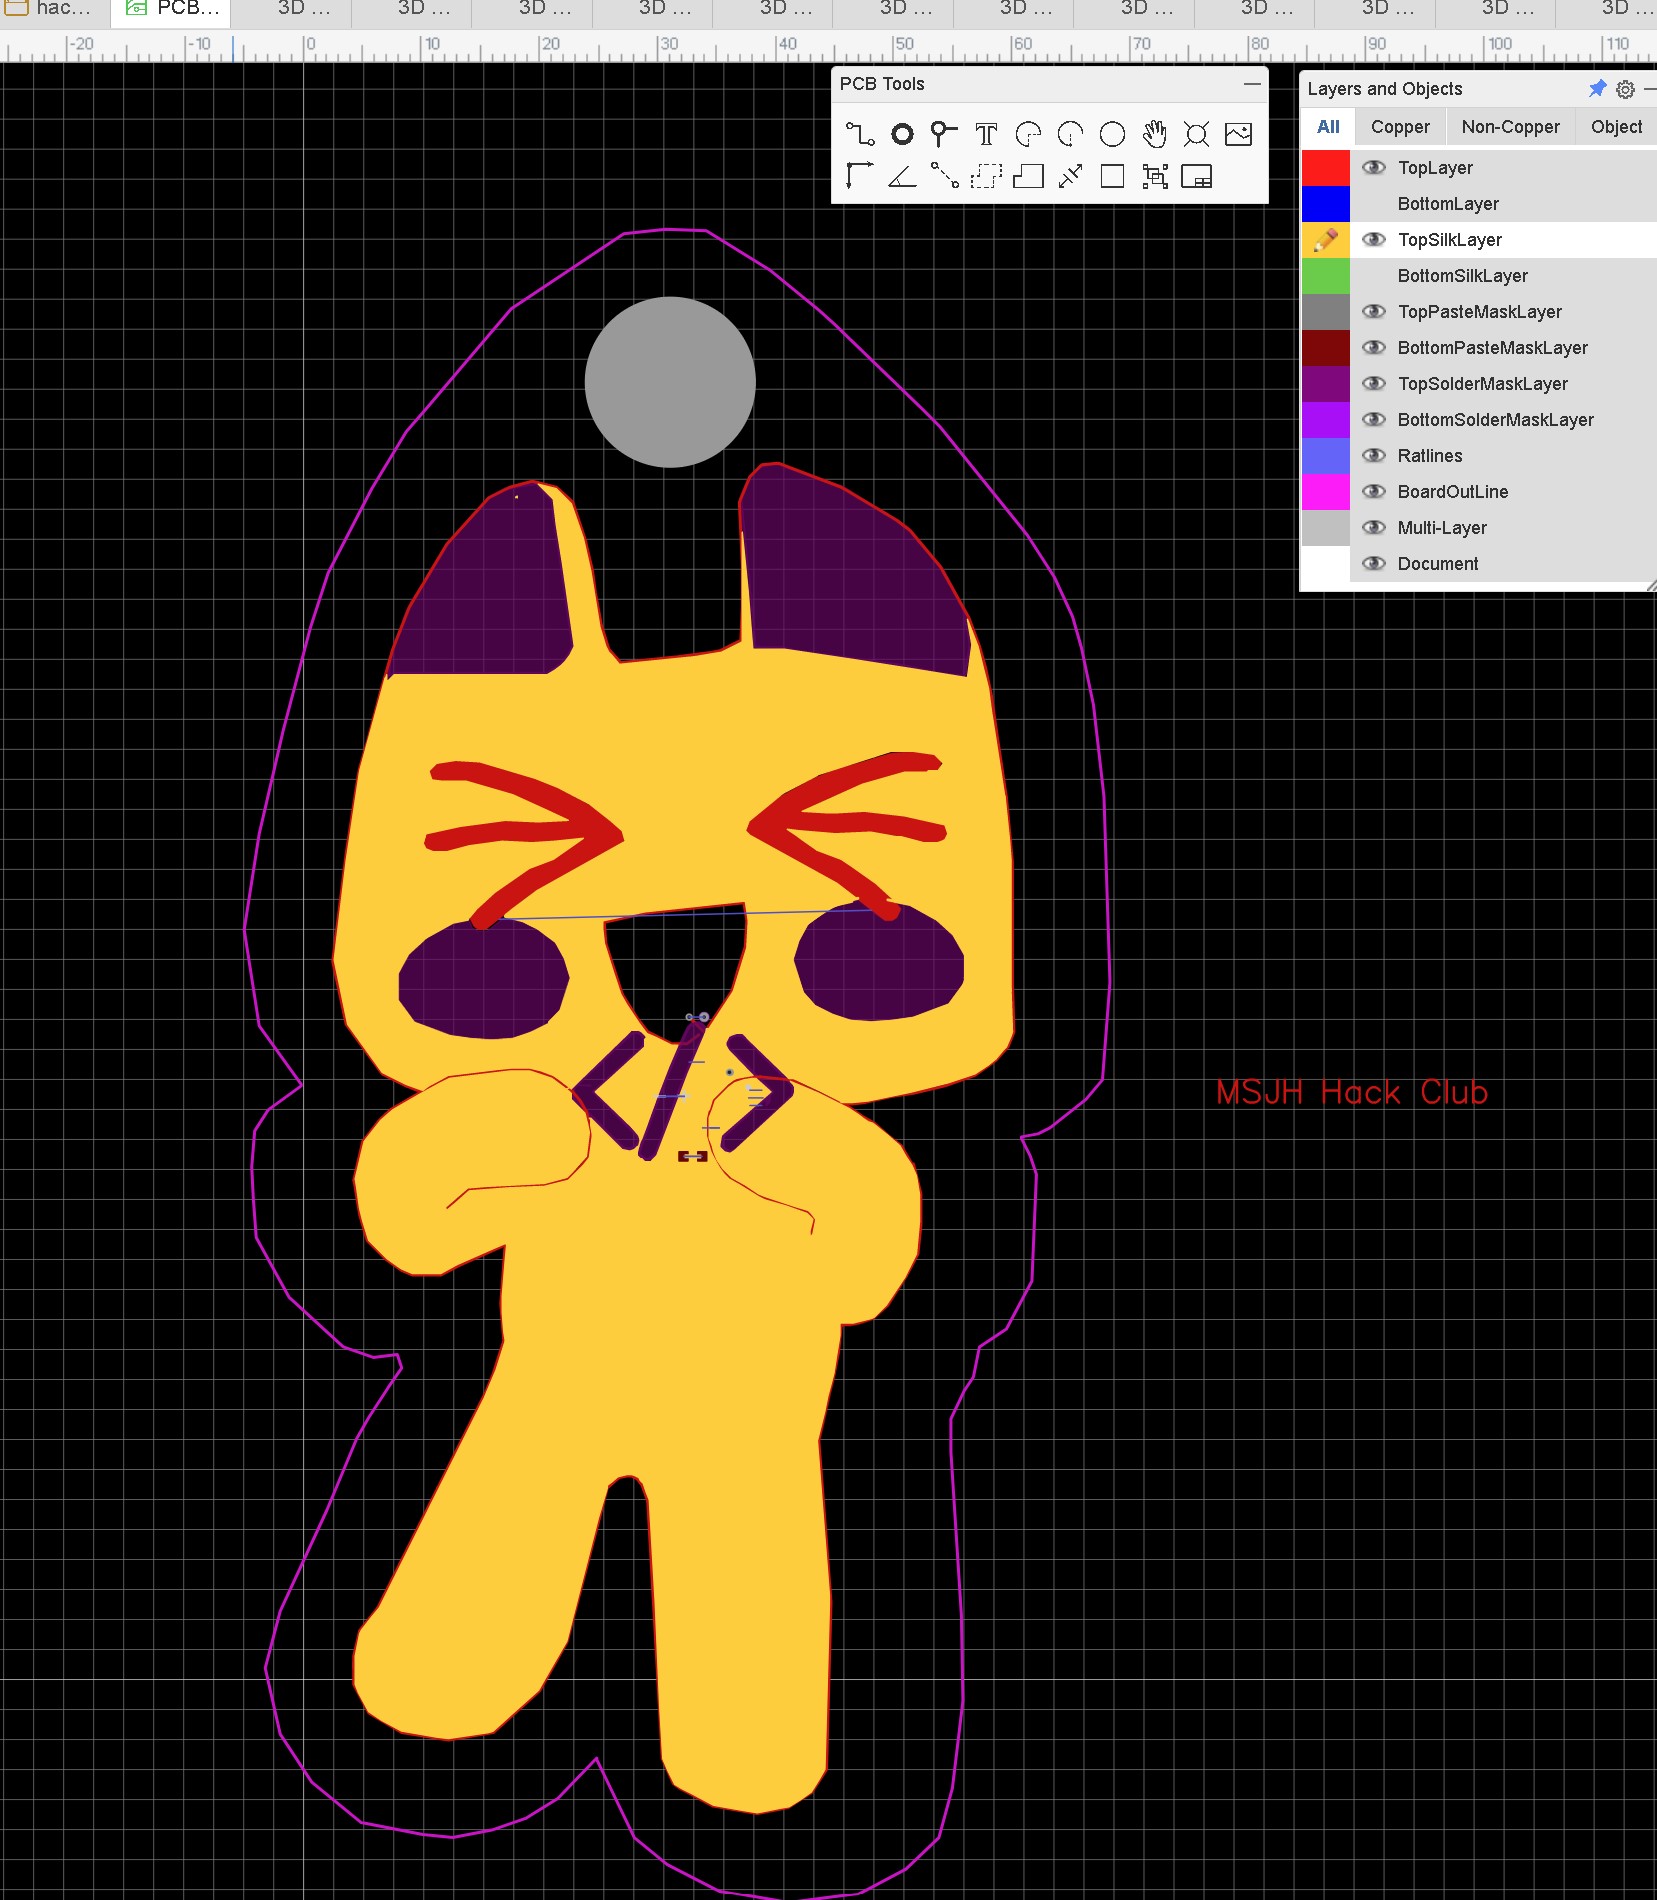 hac... PCB... 3D ... 3D ... 3D ... 3D ... 3D ... 3D ... 3D ... 3D ... 3D ... 3D ... 3D ... 3D ...
-20 -10 0 10 20 30 40 50 60 70 80 90 100 110
PCB Tools
T
Layers and Objects
All Copper Non-Copper Object
TopLayer
BottomLayer
TopSilkLayer
BottomSilkLayer
TopPasteMaskLayer
BottomPasteMaskLayer
TopSolderMaskLayer
BottomSolderMaskLayer
Ratlines
BoardOutLine
Multi-Layer
Document
MSJH Hack Club